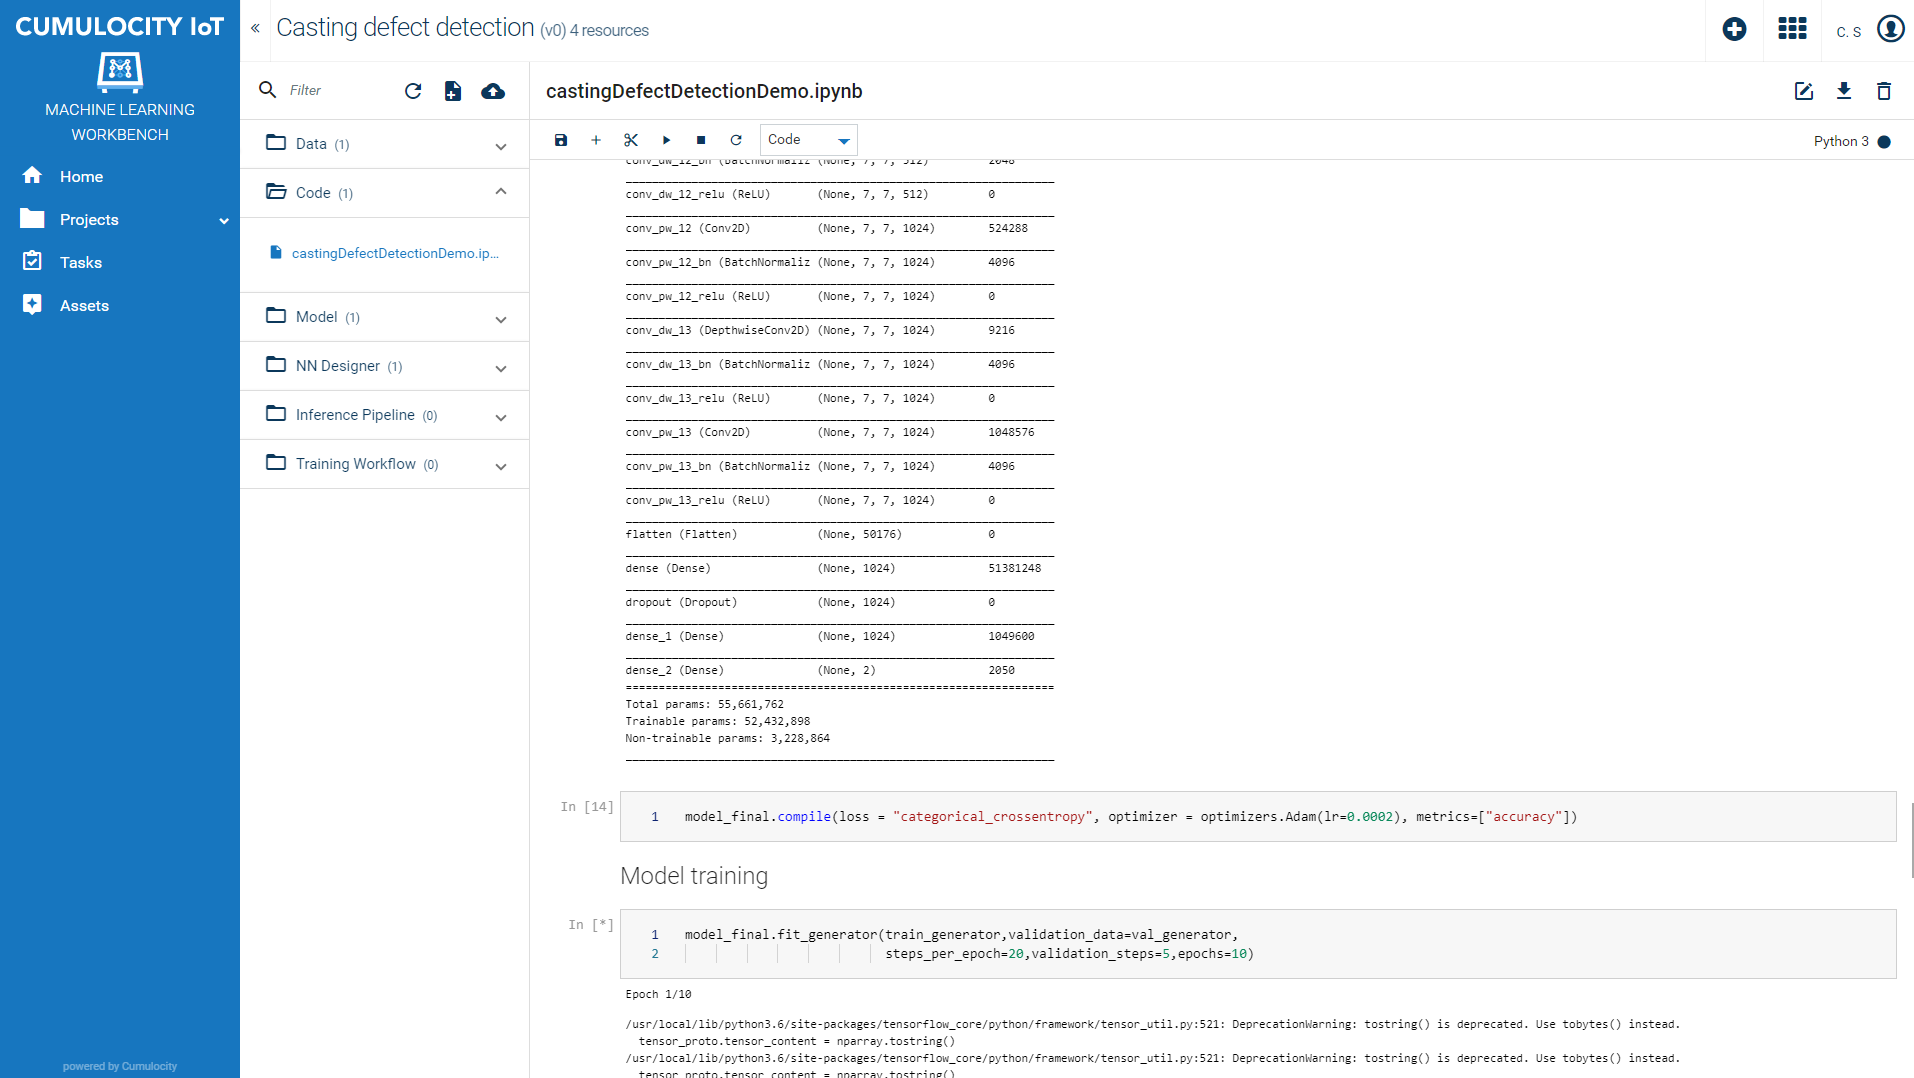 CUMULOCITY IoT
MACHINE LEARNING
WORKBENCH
Home
Projects
Tasks
Assets
powered by Cumulocity
« Casting defect detection (v0) 4 resources
C. S
Filter
Data (1)
Code (1)
castingDefectDetectionDemo.ip...
Model (1)
NN Designer (1)
Inference Pipeline (0)
Training Workflow (0)
castingDefectDetectionDemo.ipynb
Code
Python 3
conv_dw_12_bn (BatchNormaliz (None, 7, 7, 512) 2048
conv_dw_12_relu (ReLU) (None, 7, 7, 512) 0
conv_pw_12 (Conv2D) (None, 7, 7, 1024) 524288
conv_pw_12_bn (BatchNormaliz (None, 7, 7, 1024) 4096
conv_pw_12_relu (ReLU) (None, 7, 7, 1024) 0
conv_dw_13 (DepthwiseConv2D) (None, 7, 7, 1024) 9216
conv_dw_13_bn (BatchNormaliz (None, 7, 7, 1024) 4096
conv_dw_13_relu (ReLU) (None, 7, 7, 1024) 0
conv_pw_13 (Conv2D) (None, 7, 7, 1024) 1048576
conv_pw_13_bn (BatchNormaliz (None, 7, 7, 1024) 4096
conv_pw_13_relu (ReLU) (None, 7, 7, 1024) 0
flatten (Flatten) (None, 50176) 0
dense (Dense) (None, 1024) 51381248
dropout (Dropout) (None, 1024) 0
dense_1 (Dense) (None, 1024) 1049600
dense_2 (Dense) (None, 2) 2050
=================================================================
Total params: 55,661,762
Trainable params: 52,432,898
Non-trainable params: 3,228,864
In [14]
1 model_final.compile(loss = "categorical_crossentropy", optimizer = optimizers.Adam(lr=0.0002), metrics=["accuracy"])
Model training
In [*]
1 model_final.fit_generator(train_generator,validation_data=val_generator,
2 steps_per_epoch=20,validation_steps=5,epochs=10)
Epoch 1/10
/usr/local/lib/python3.6/site-packages/tensorflow_core/python/framework/tensor_util.py:521: DeprecationWarning: tostring() is deprecated. Use tobytes() instead.
tensor_proto.tensor_content = nparray.tostring()
/usr/local/lib/python3.6/site-packages/tensorflow_core/python/framework/tensor_util.py:521: DeprecationWarning: tostring() is deprecated. Use tobytes() instead.
tensor_proto.tensor_content = nparray.tostring()